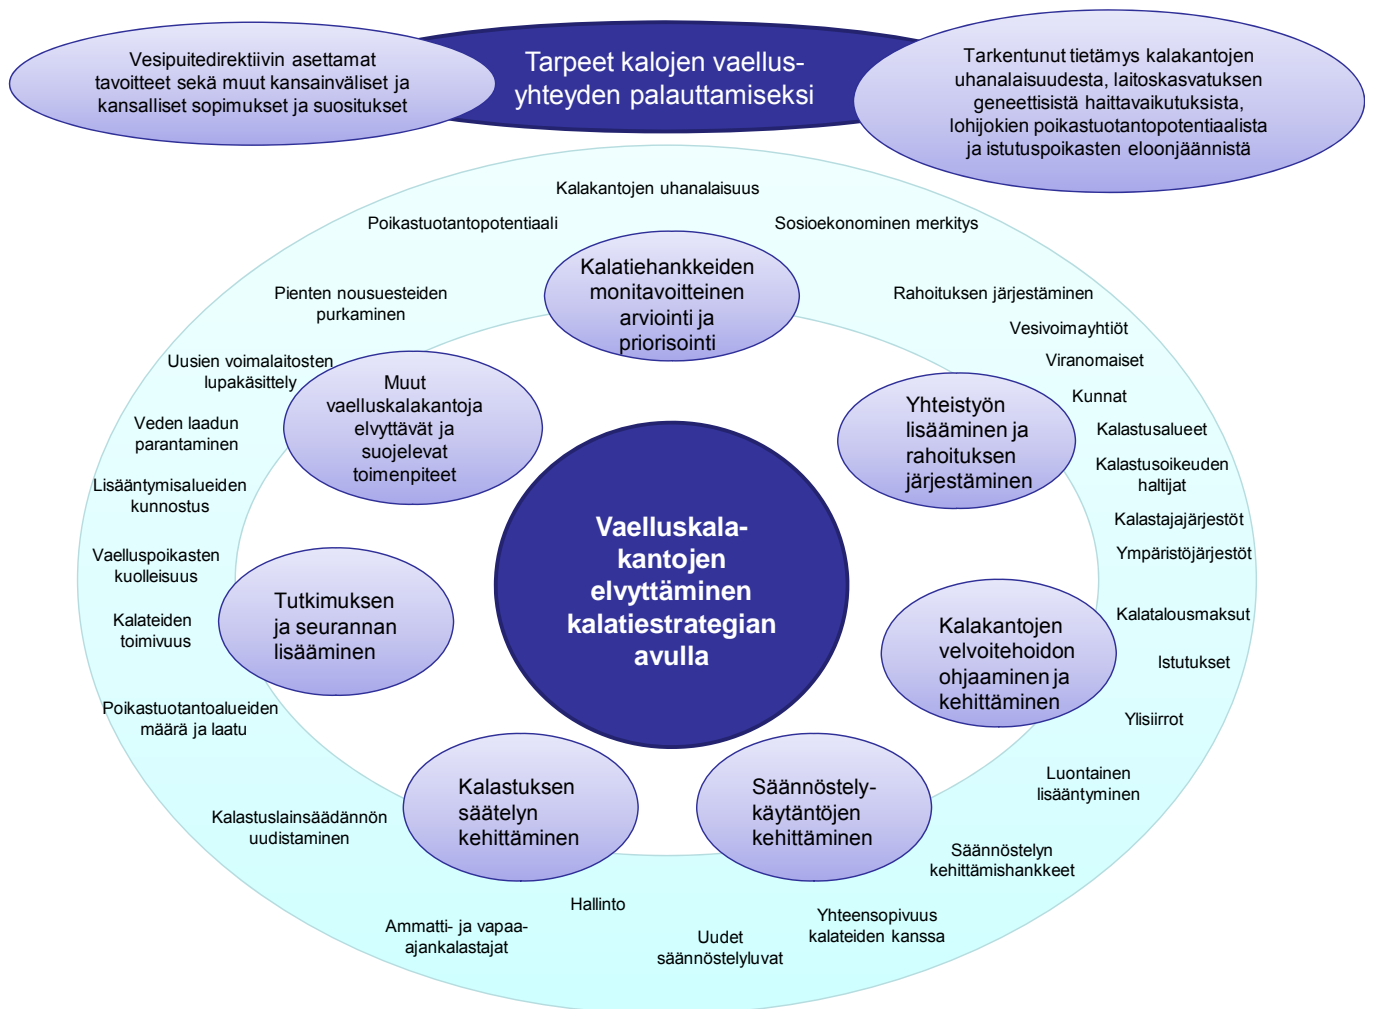 Vesipuitedirektiivin asettamat
tavoitteet sekä muut kansainväliset ja
kansalliset sopimukset ja suositukset
Tarpeet kalojen vaellus-
yhteyden palauttamiseksi
Tarkentunut tietämys kalakantojen
uhanalaisuudesta, laitoskasvatuksen
geneettisistä haittavaikutuksista,
lohijokien poikastuotantopotentiaalista
ja istutuspoikasten eloonjäännistä
Kalakantojen uhanalaisuus
Poikastuotantopotentiaali
Sosioekonominen merkitys
Kalatiehankkeiden
monitavoitteinen
arviointi ja
priorisointi
Pienten nousuesteiden
purkaminen
Rahoituksen järjestäminen
Vesivoimayhtiöt
Viranomaiset
Kunnat
Kalastusalueet
Kalastusoikeuden
haltijat
Kalastajajärjestöt
Ympäristöjärjestöt
Uusien voimalaitosten
lupakäsittely
Muut
vaelluskalakantoja
elvyttävät ja
suojelevat
toimenpiteet
Yhteistyön
lisääminen ja
rahoituksen
järjestäminen
Veden laadun
parantaminen
Lisääntymisalueiden
kunnostus
Vaelluskala-
kantojen
elvyttäminen
kalatiestrategian
avulla
Vaelluspoikasten
kuolleisuus
Kalateiden
toimivuus
Tutkimuksen
ja seurannan
lisääminen
Kalakantojen
velvoitehoidon
ohjaaminen ja
kehittäminen
Kalatalousmaksut
Istutukset
Ylisiirrot
Luontainen
lisääntyminen
Poikastuotantoalueiden
määrä ja laatu
Kalastuksen
säätelyn
kehittäminen
Säännöstely-
käytäntöjen
kehittäminen
Kalastuslainsäädännön
uudistaminen
Säännöstelyn
kehittämishankkeet
Hallinto
Ammatti- ja vapaa-
ajankalastajat
Uudet
säännöstelyluvat
Yhteensopivuus
kalateiden kanssa